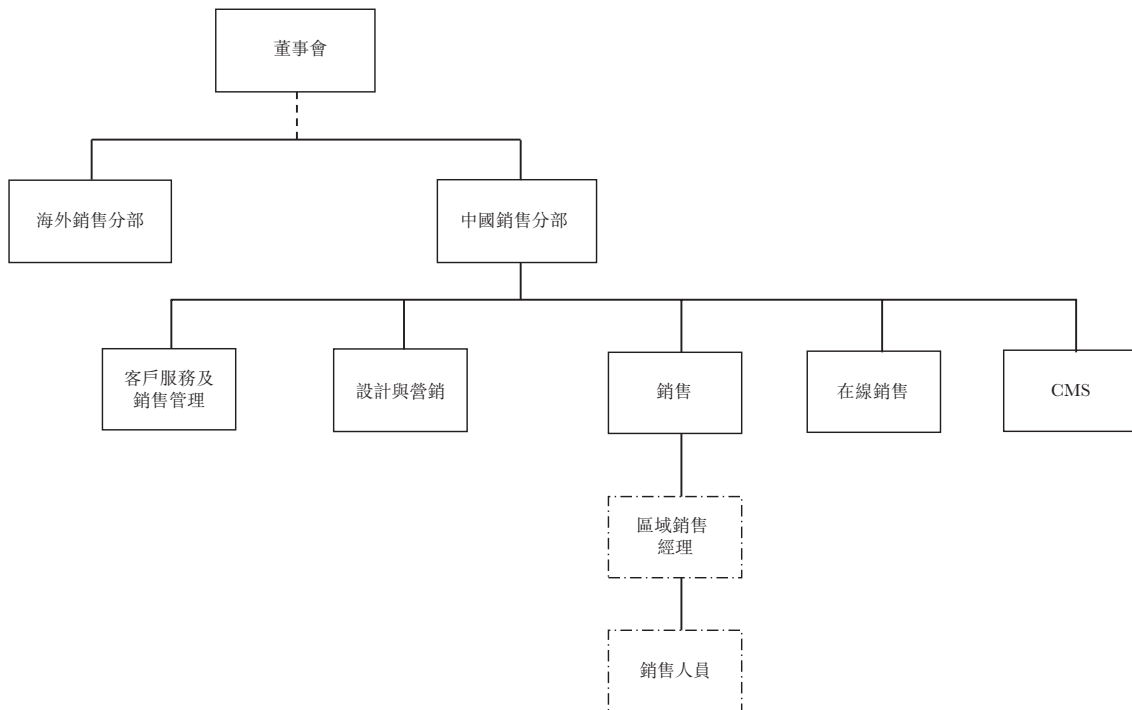 董事會
海外銷售分部
中國銷售分部
客戶服務及
銷售管理
設計與營銷
銷售
在線銷售
CMS
區域銷售
經理
銷售人員